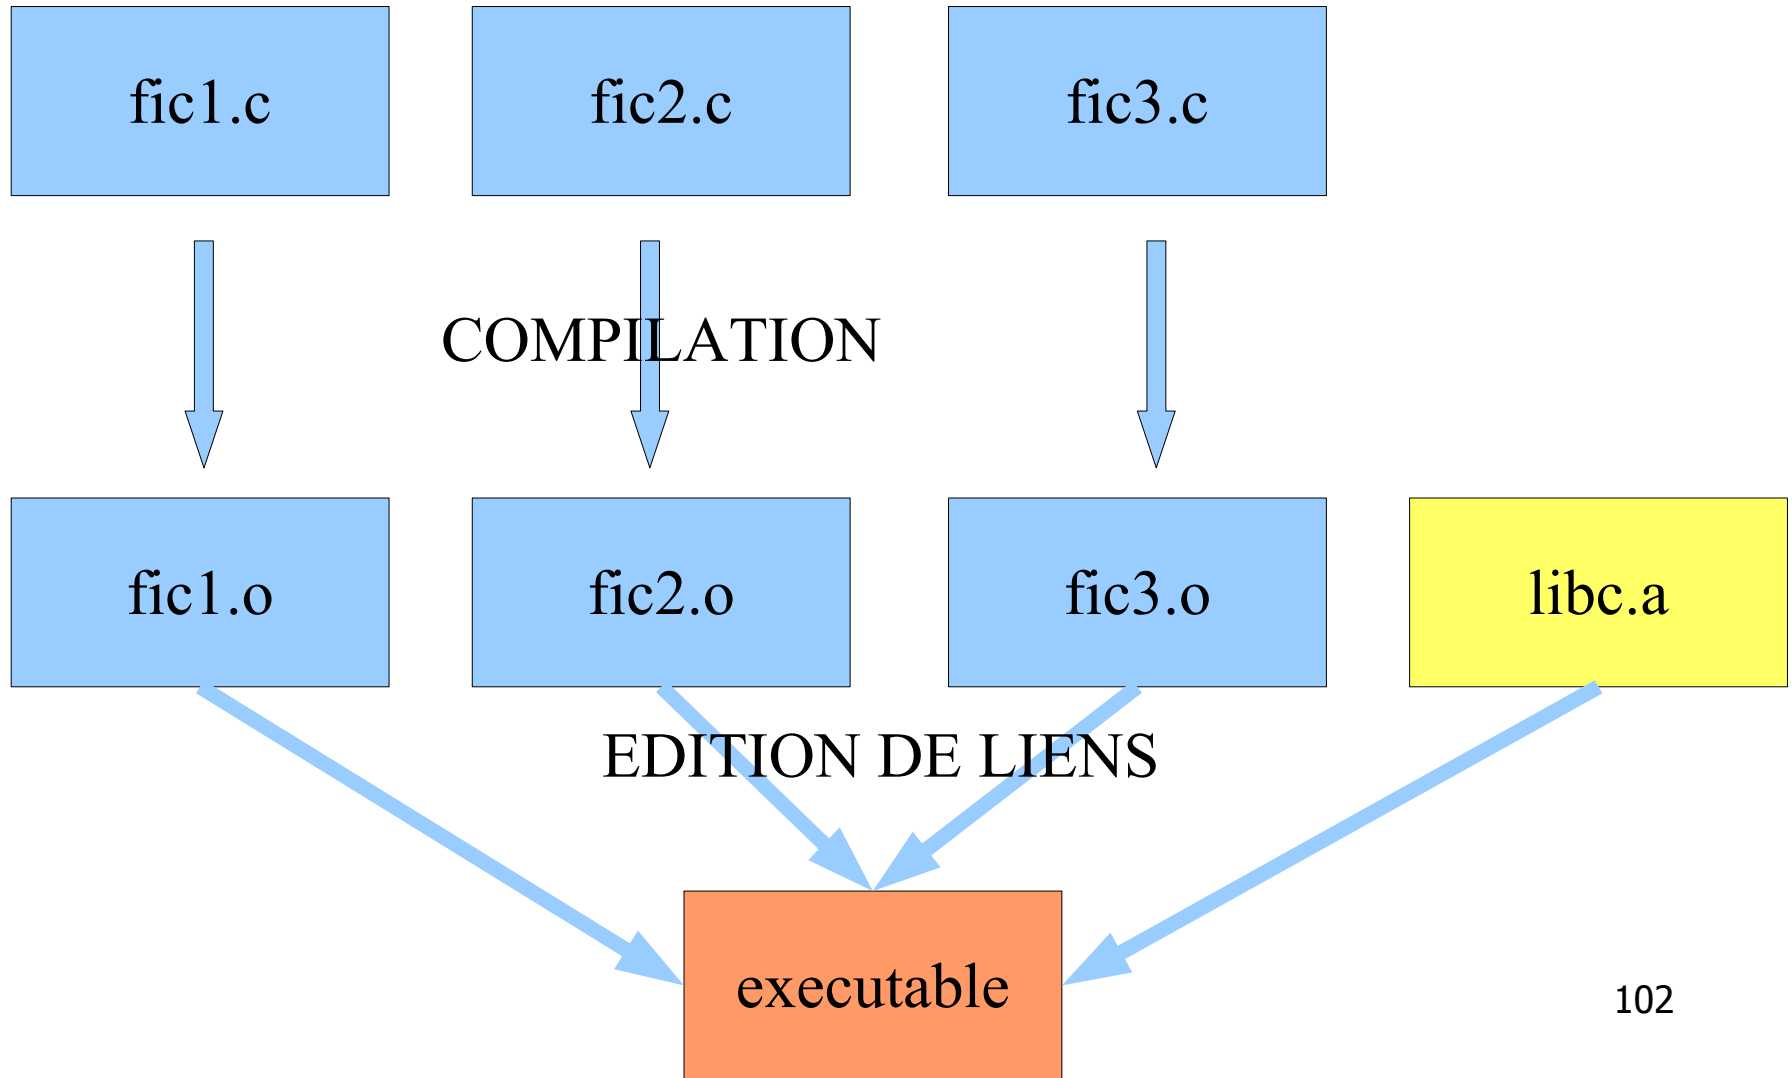 fic1.c
fic2.c
fic3.c
COMPILATION
fic1.o
fic2.o
fic3.o
libc.a
EDITION DE LIENS
executable
102